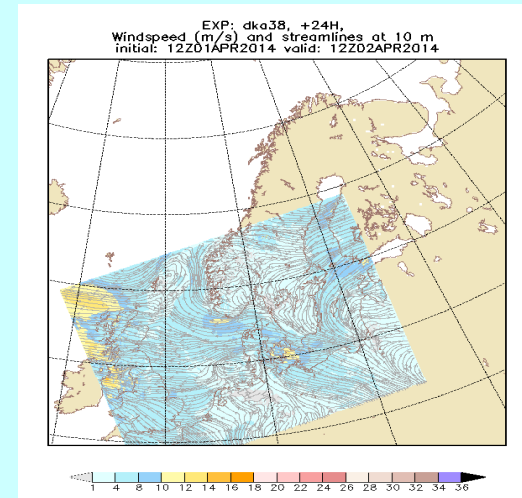 EXP: dka38, +24H,
Windspeed (m/s) and streamlines at 10 m
initial: 12Z01APR2014 valid: 12Z02APR2014
1 4 8 10 12 14 16 18 20 22 24 26 28 30 32 34 36